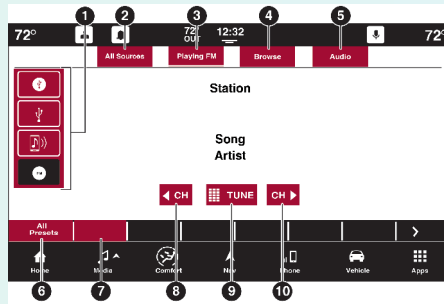 1 2 3 4 5
72° 72° OUT 12:32 72°
All Sources Playing FM Browse Audio
Station
Song
Artist
CH TUNE CH
All Presets
Home Media Comfort Nav Phone Vehicle Apps
6 7 8 9 10